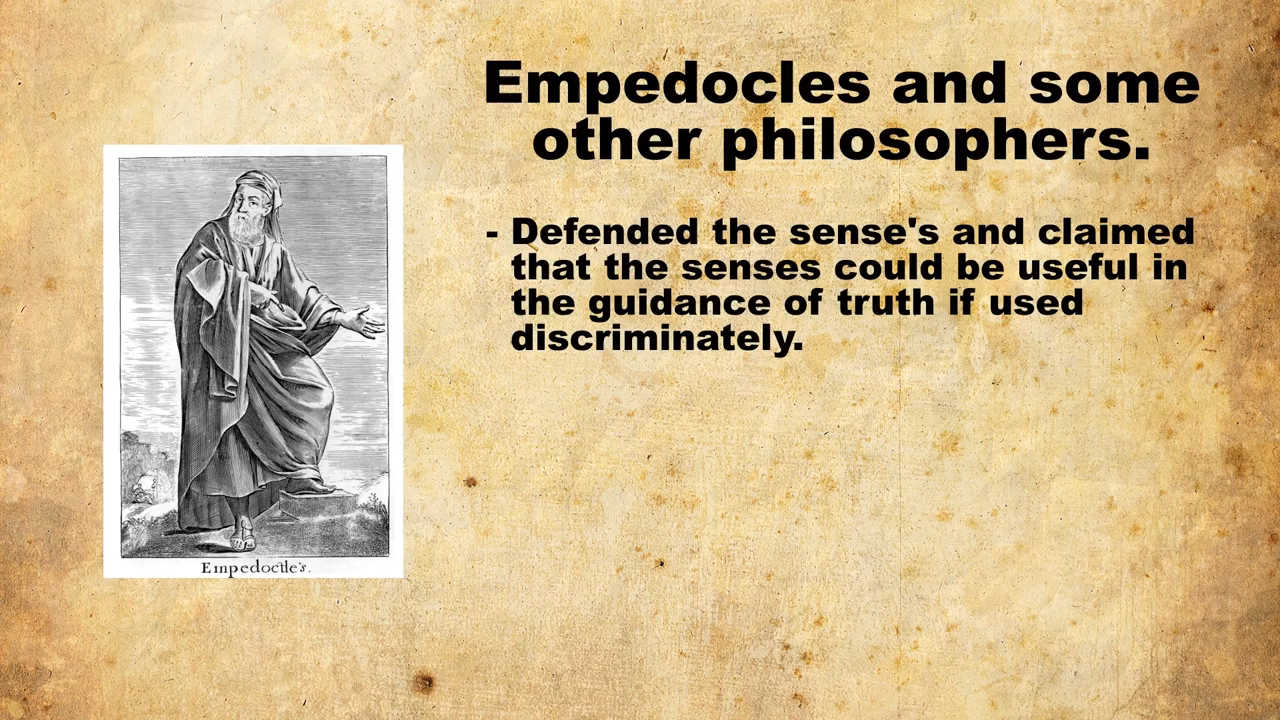 Empedocles and some
other philosophers.
- Defended the sense's and claimed
that the senses could be useful in
the guidance of truth if used
discriminately.
Empedoctle's.